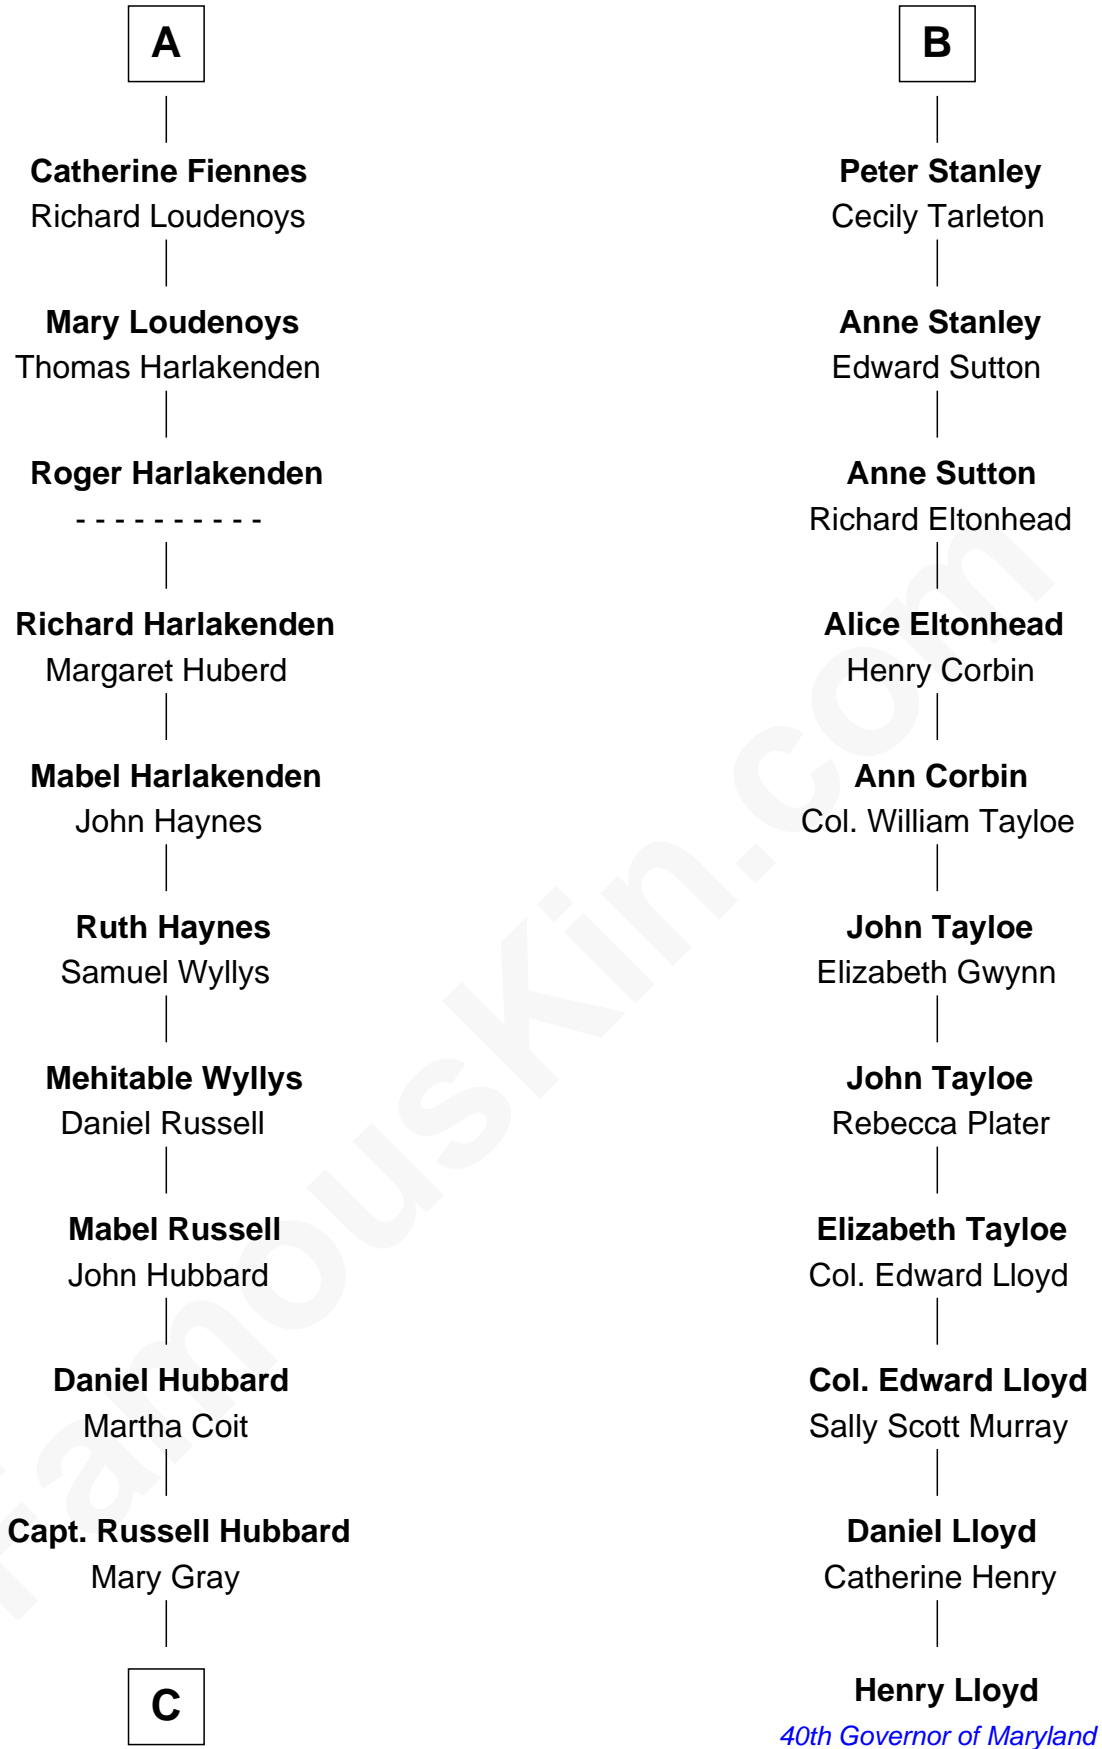 A
Catherine Fiennes
Richard Loudenoys
Mary Loudenoys
Thomas Harlakenden
Roger Harlakenden
- - - - - - - - - -
Richard Harlakenden
Margaret Huberd
Mabel Harlakenden
John Haynes
Ruth Haynes
Samuel Wyllys
Mehitable Wyllys
Daniel Russell
Mabel Russell
John Hubbard
Daniel Hubbard
Martha Coit
Capt. Russell Hubbard
Mary Gray
C
B
Peter Stanley
Cecily Tarleton
Anne Stanley
Edward Sutton
Anne Sutton
Richard Eltonhead
Alice Eltonhead
Henry Corbin
Ann Corbin
Col. William Tayloe
John Tayloe
Elizabeth Gwynn
John Tayloe
Rebecca Plater
Elizabeth Tayloe
Col. Edward Lloyd
Col. Edward Lloyd
Sally Scott Murray
Daniel Lloyd
Catherine Henry
Henry Lloyd
40th Governor of Maryland
FamousKin.com